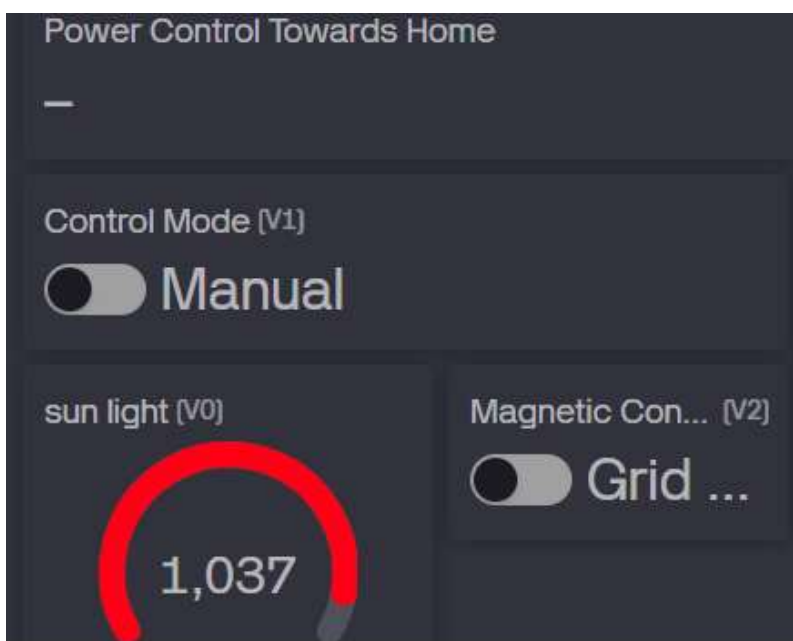 Power Control Towards Home
–
Control Mode (V1)
Manual
sun light (V0)
Magnetic Con... (V2)
Grid ...
1,037